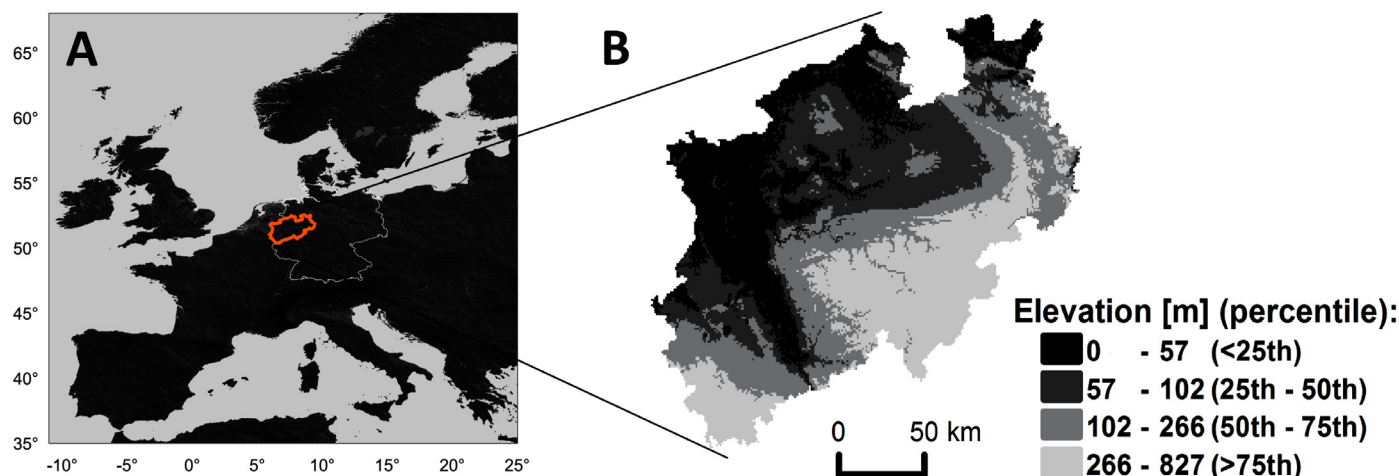 A
B
65°
60°
55°
50°
45°
40°
35°
-10° -5° 0° 5° 10° 15° 20° 25°
0 50 km
Elevation [m] (percentile):
0 - 57 (<25th)
57 - 102 (25th - 50th)
102 - 266 (50th - 75th)
266 - 827 (>75th)